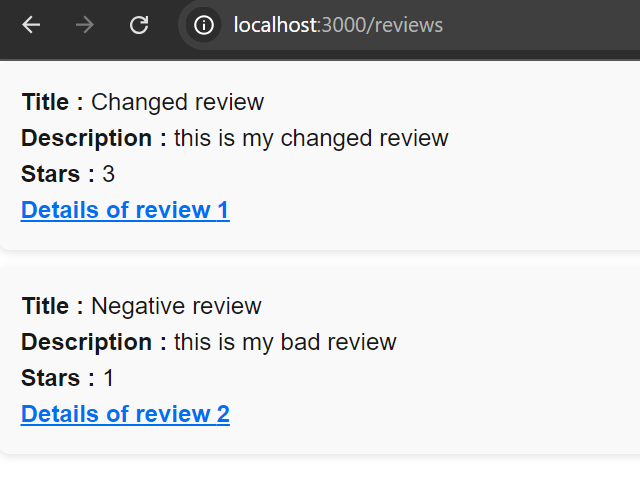 localhost:3000/reviews
Title : Changed review
Description : this is my changed review
Stars : 3
Details of review 1
Title : Negative review
Description : this is my bad review
Stars : 1
Details of review 2